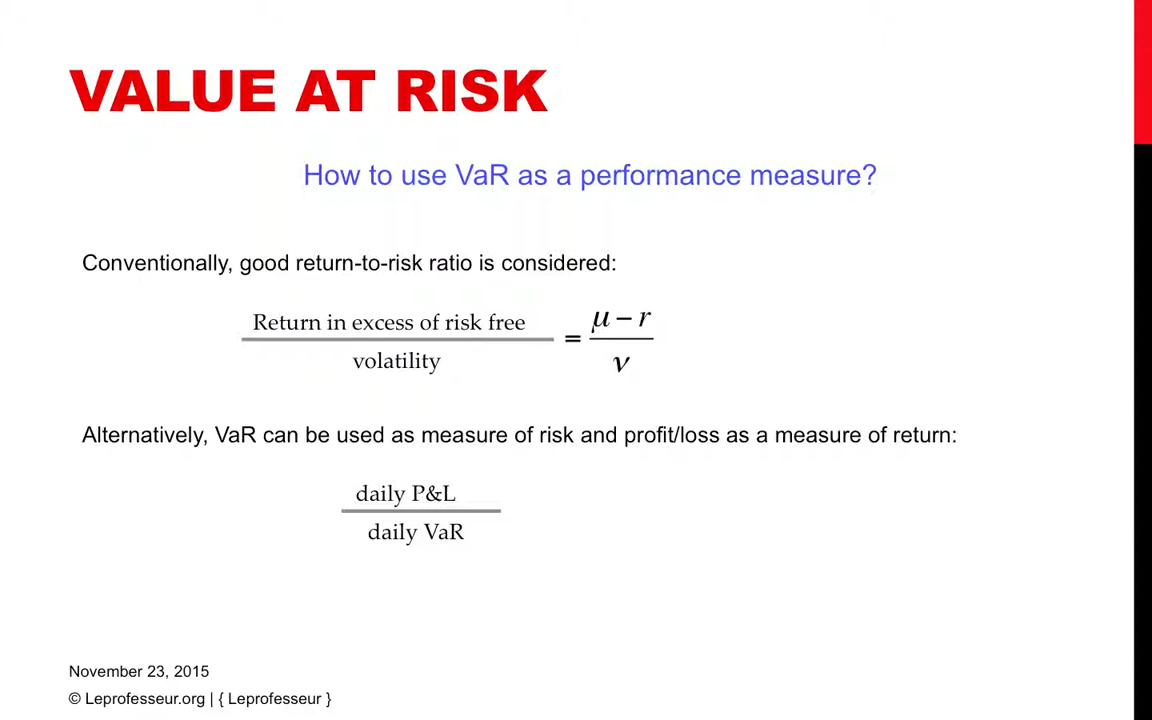 VALUE AT RISK
How to use VaR as a performance measure?
Conventionally, good return-to-risk ratio is considered:
Return in excess of risk free
volatility
=
μ − r
ν
Alternatively, VaR can be used as measure of risk and profit/loss as a measure of return:
daily P&L
daily VaR
November 23, 2015
© Leprofesseur.org | { Leprofesseur }